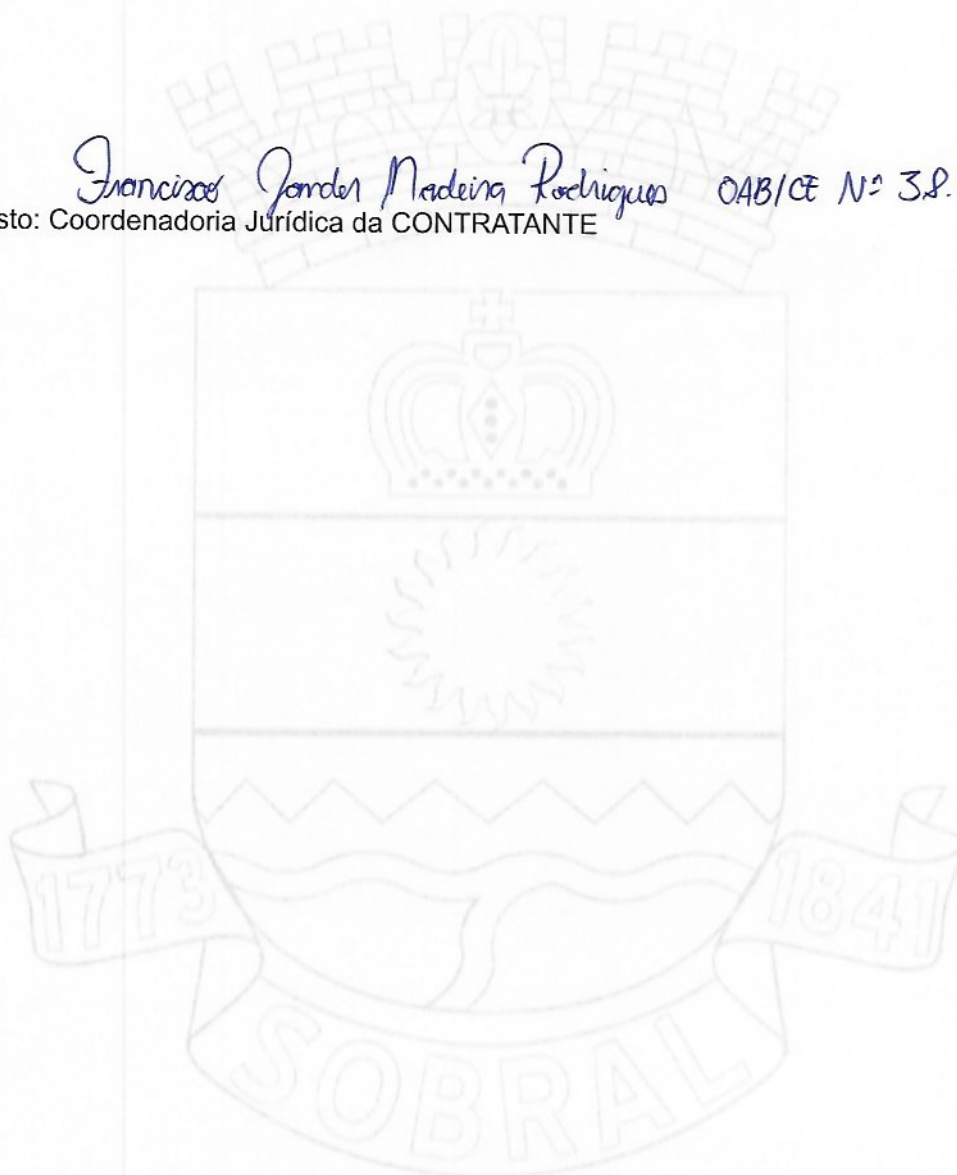 Francisco Jander Madeira Rodrigues OAB/CE Nº 38.
sto: Coordenadoria Jurídica da CONTRATANTE
1773
1841
SOBRAL